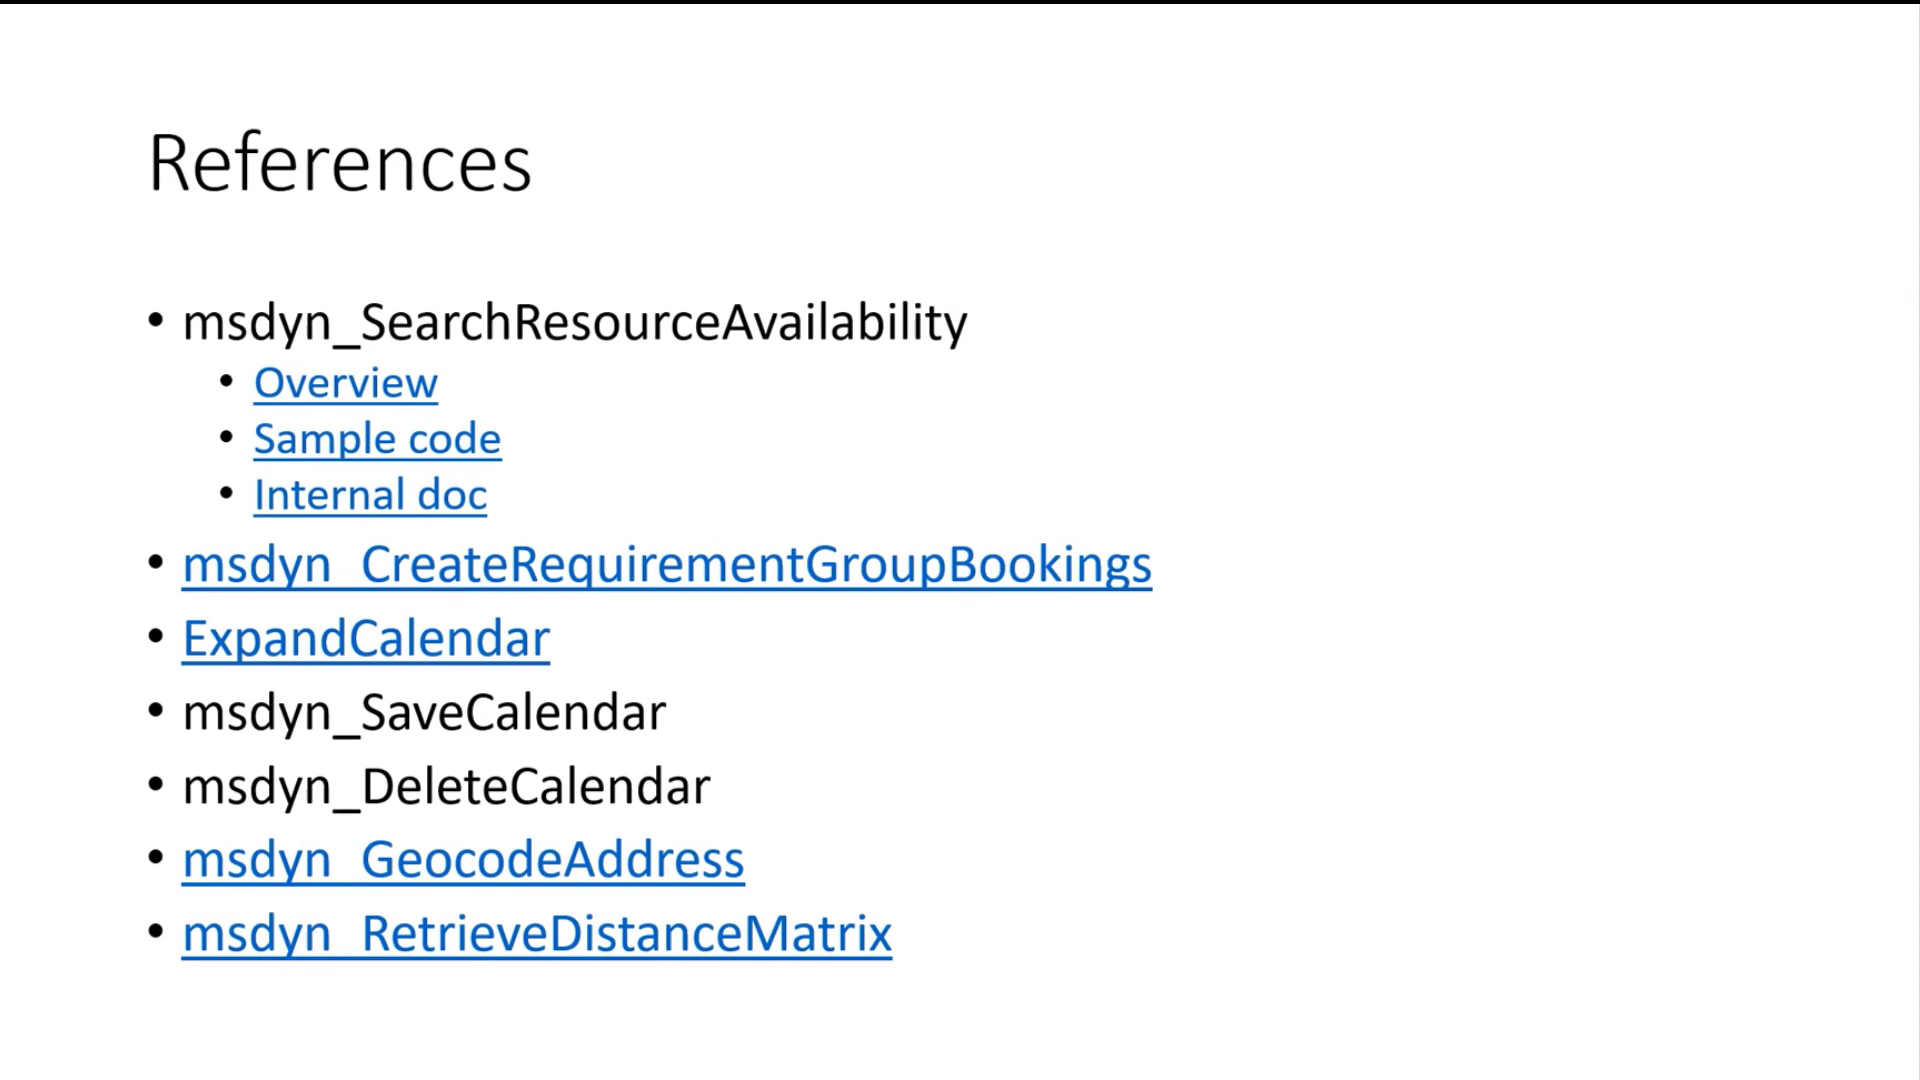 References
• msdyn_SearchResourceAvailability
• Overview
• Sample code
• Internal doc
• msdyn_CreateRequirementGroupBookings
• ExpandCalendar
• msdyn_SaveCalendar
• msdyn_DeleteCalendar
• msdyn_GeocodeAddress
• msdyn_RetrieveDistanceMatrix